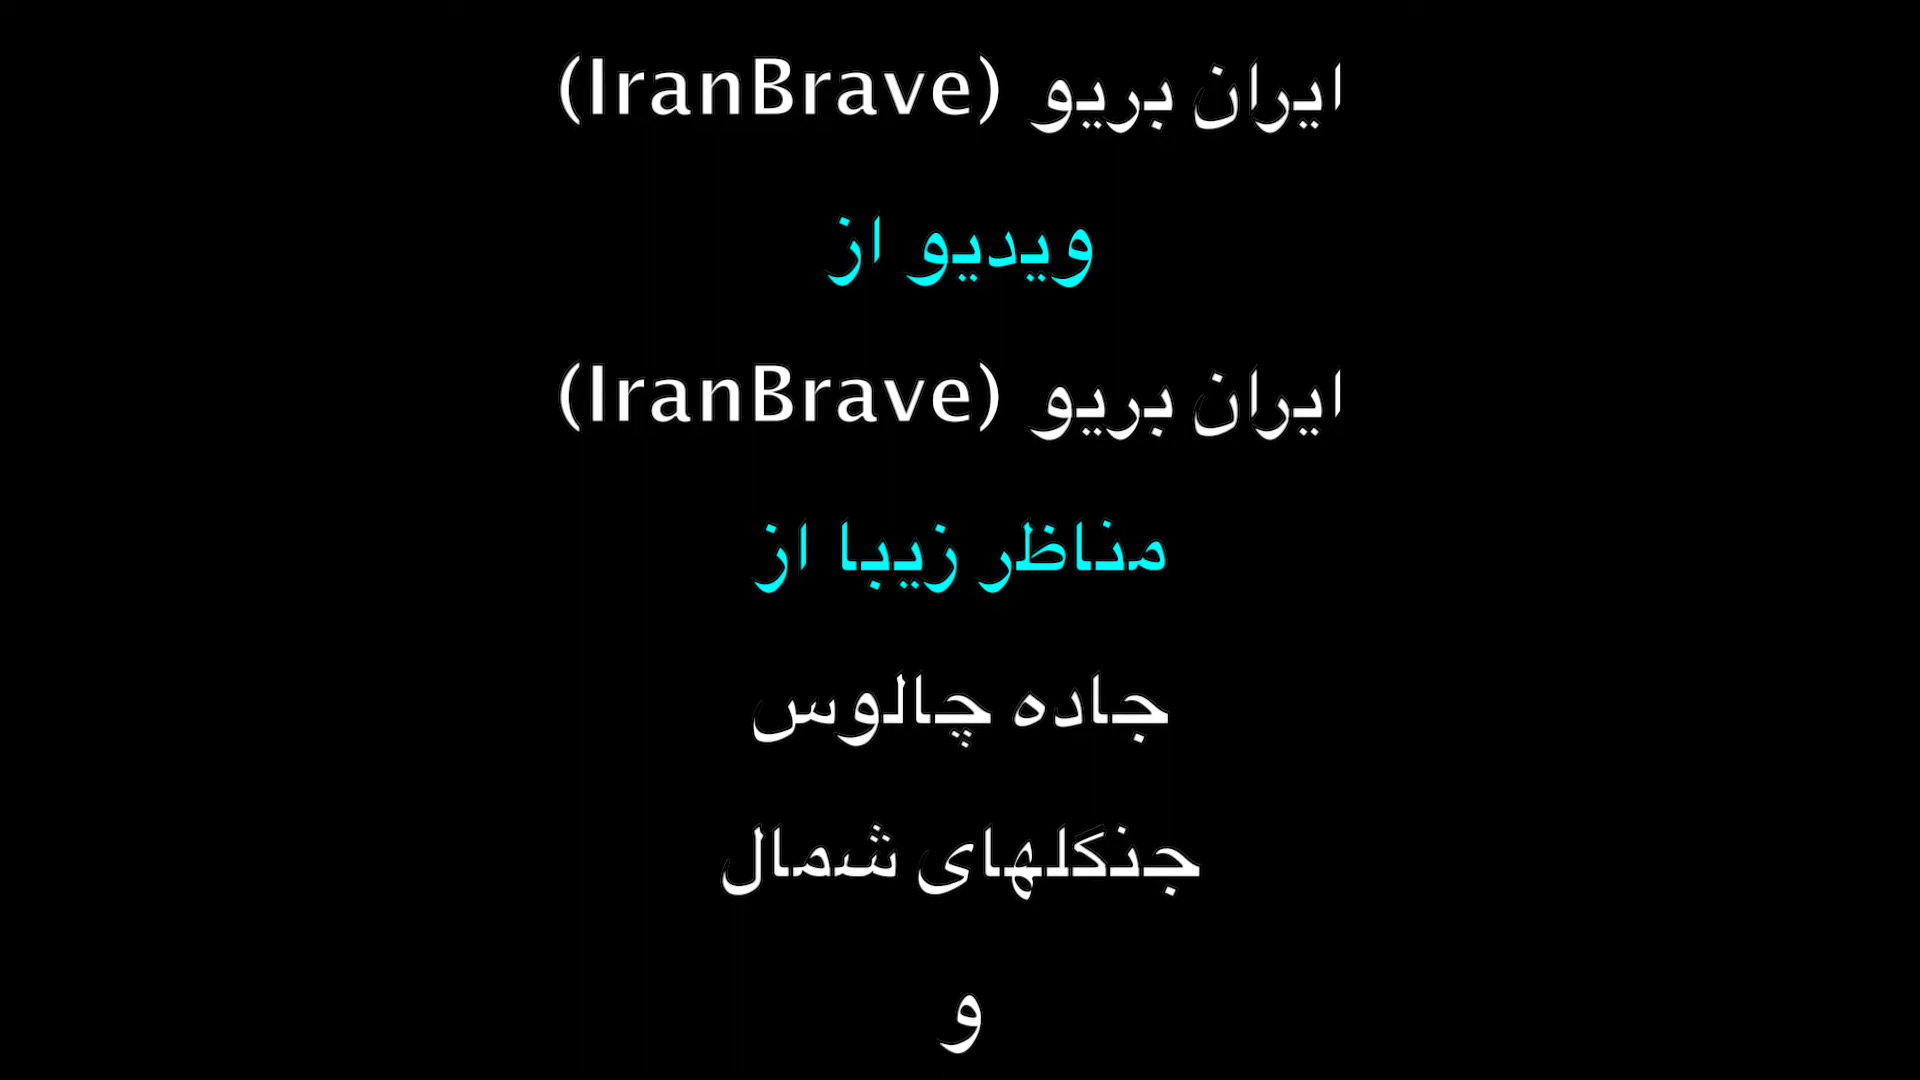 ایران بریو (IranBrave)
ویدیو از
ایران بریو (IranBrave)
مناظر زیبا از
جاده چالوس
جنگلهای شمال
و